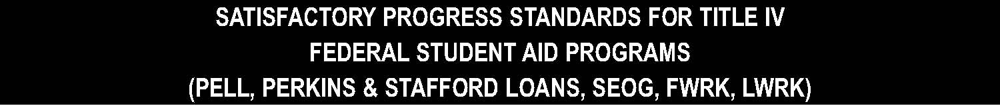 SATISFACTORY PROGRESS STANDARDS FOR TITLE IV
FEDERAL STUDENT AID PROGRAMS
(PELL, PERKINS & STAFFORD LOANS, SEOG, FWRK, LWRK)